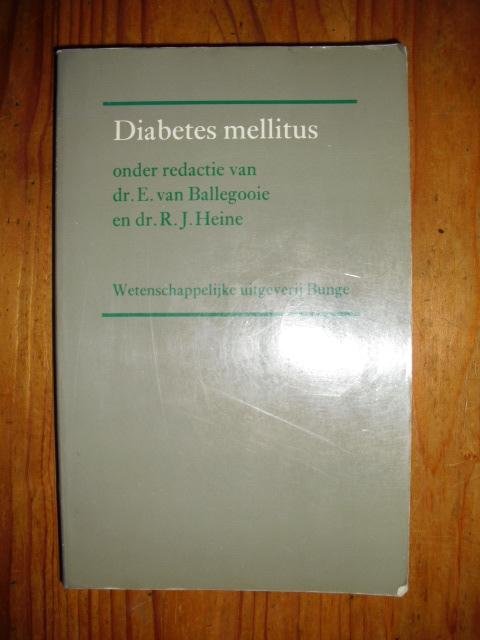 Diabetes mellitus
onder redactie van
dr. E. van Ballegooie
en dr. R. J. Heine
Wetenschappelijke uitgeverij Bunge